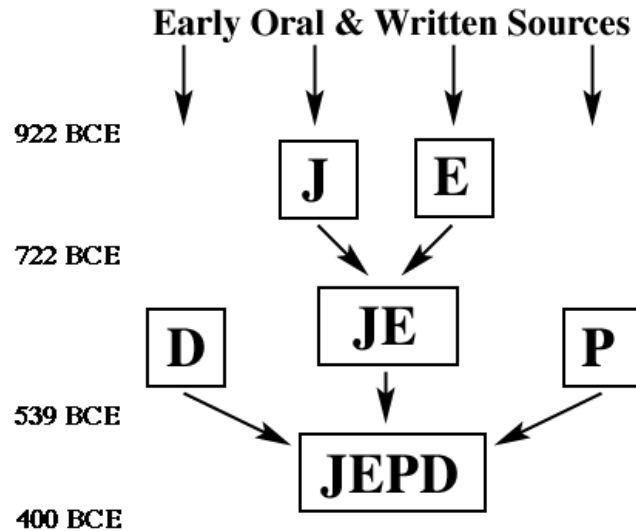 Early Oral & Written Sources
922 BCE
J E
722 BCE
D JE P
539 BCE
JEPD
400 BCE